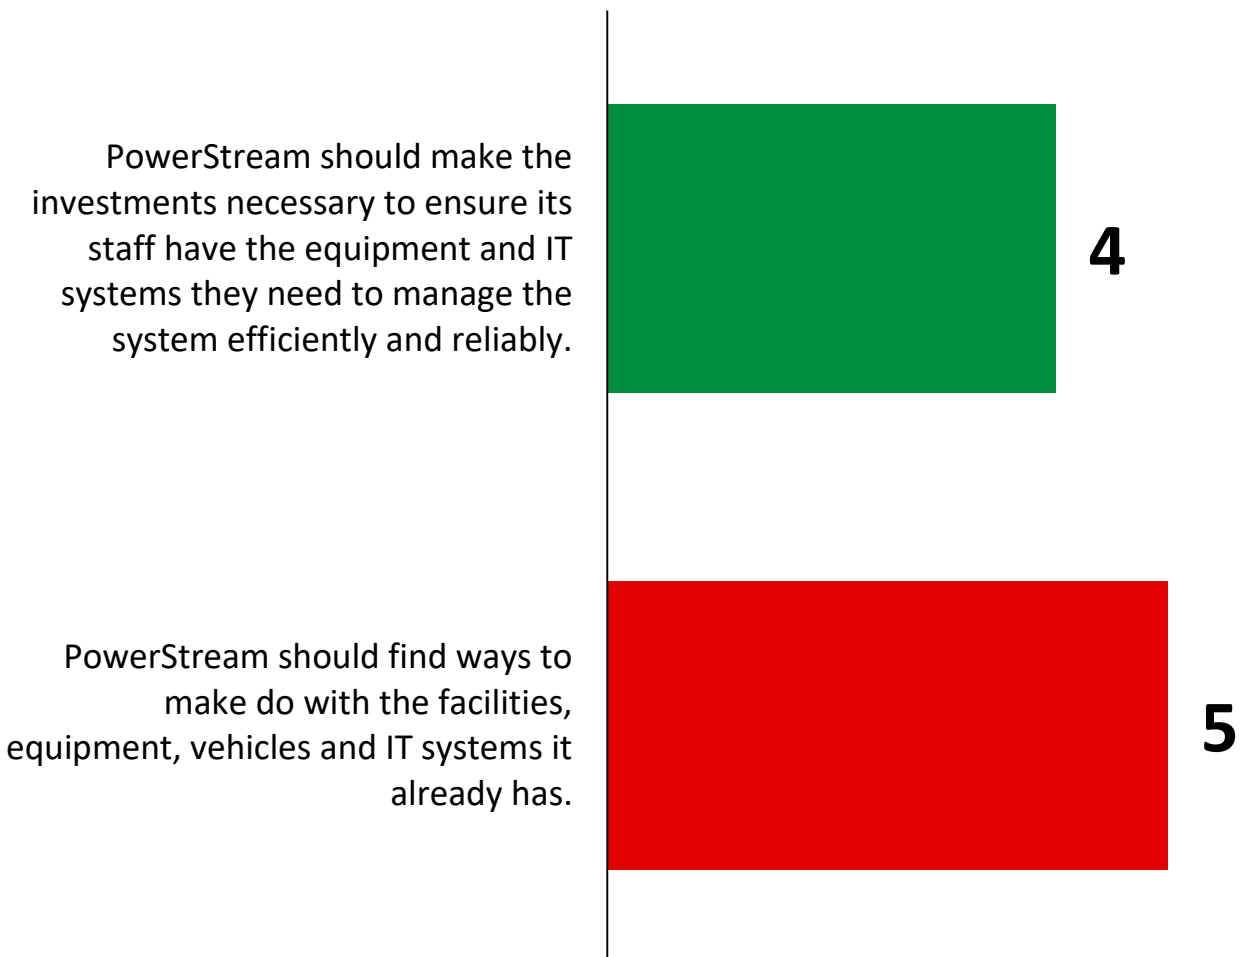 PowerStream should make the
investments necessary to ensure its
staff have the equipment and IT
systems they need to manage the
system efficiently and reliably.
4
PowerStream should find ways to
make do with the facilities,
equipment, vehicles and IT systems it
already has.
5